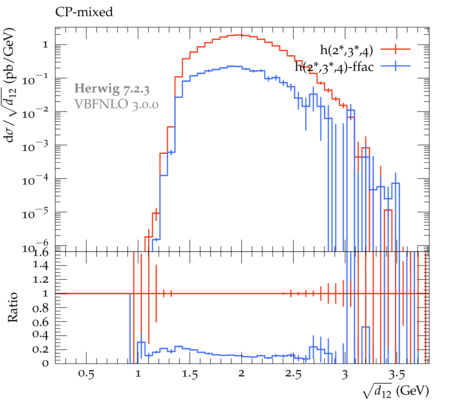 CP-mixed
dσ/√d₁₂ (pb/GeV)
1
10⁻¹
10⁻²
10⁻³
10⁻⁴
10⁻⁵
10⁻⁶
h(2*,3*,4)
h(2*,3*,4)-ffac
Herwig 7.2.3
VBFNLO 3.0.0
Ratio
1.6
1.4
1.2
1
0.8
0.6
0.4
0.2
0
0.5 1 1.5 2 2.5 3 3.5
√d₁₂ (GeV)